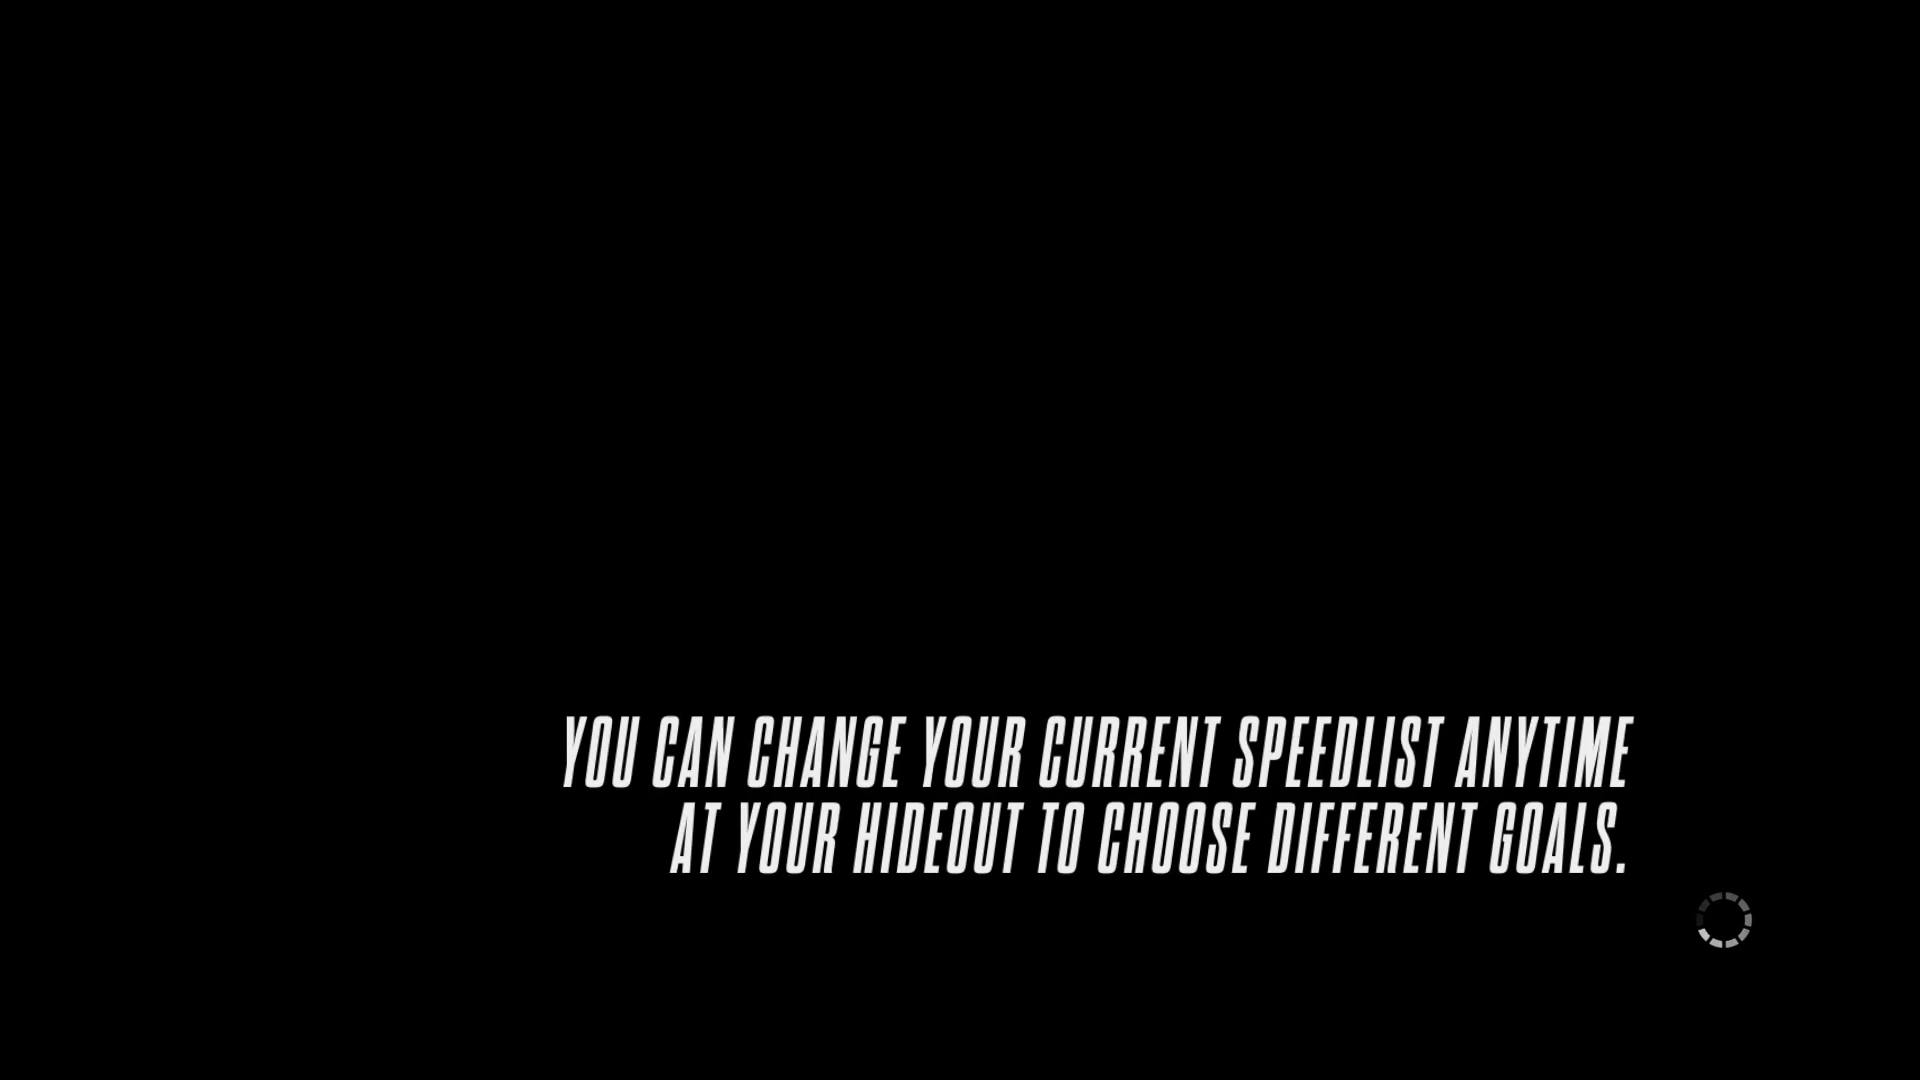 YOU CAN CHANGE YOUR CURRENT SPEEDLIST ANYTIME
AT YOUR HIDEOUT TO CHOOSE DIFFERENT GOALS.